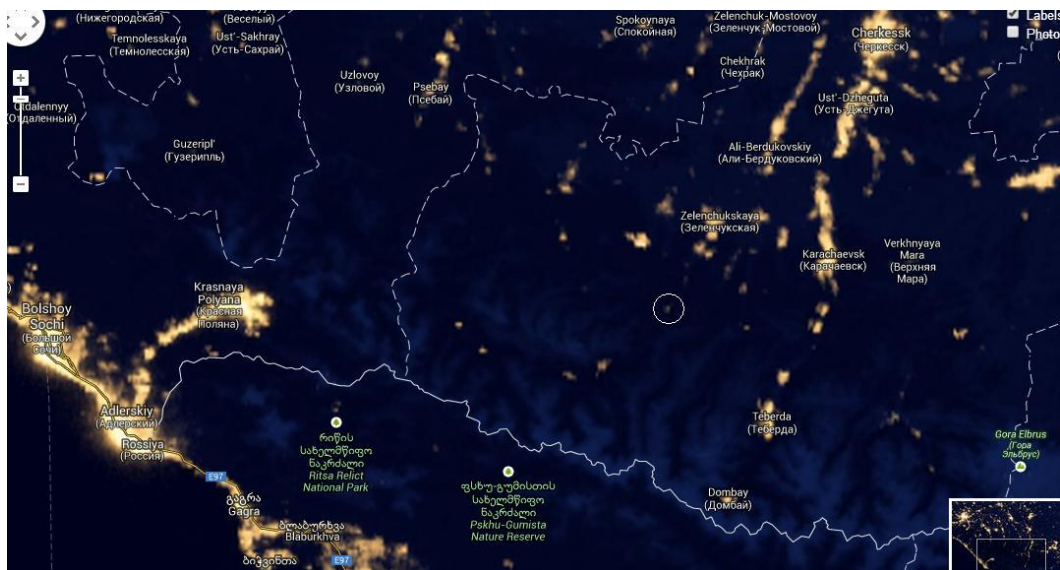 (Нижегородская)
(Веселый)
Temnolesskaya
(Темнолесская)
Ust'-Sakhray
(Усть-Сахрай)
Uzlovoy
(Узловой)
Psebay
(Псебай)
Spokoynaya
(Спокойная)
Zelenchuk-Mostovoy
(Зеленчук-Мостовой)
Chekhrak
(Чехрак)
Cherkessk
(Черкесск)
Labels
Photo
(Отдаленный)
Guzeripl'
(Гузерипль)
Ust'-Dzheguta
(Усть-Джегута)
Ali-Berdukovskiy
(Али-Бердуковский)
Zelenchukskaya
(Зеленчукская)
Karachaevsk
(Карачаевск)
Verkhnyaya
Mara
(Верхняя
Мара)
Krasnaya
Polyana
(Красная
Поляна)
Bolshoy
Sochi
(Большой
Сочи)
Adlerskiy
(Адлерский)
Rossiya
(Россия)
E97
რიწის
სახელმწიფო
ნაკრძალი
Ritsa Relict
National Park
ფსხუ-გუმისთის
სახელმწიფო
ნაკრძალი
Pskhu-Gumista
Nature Reserve
Teberda
(Теберда)
Gora Elbrus
(Гора
Эльбрус)
Dombay
(Домбай)
გაგრა
Gagra
ბლაბურხვა
Blaburkhva
ბიჭვინთა
E97